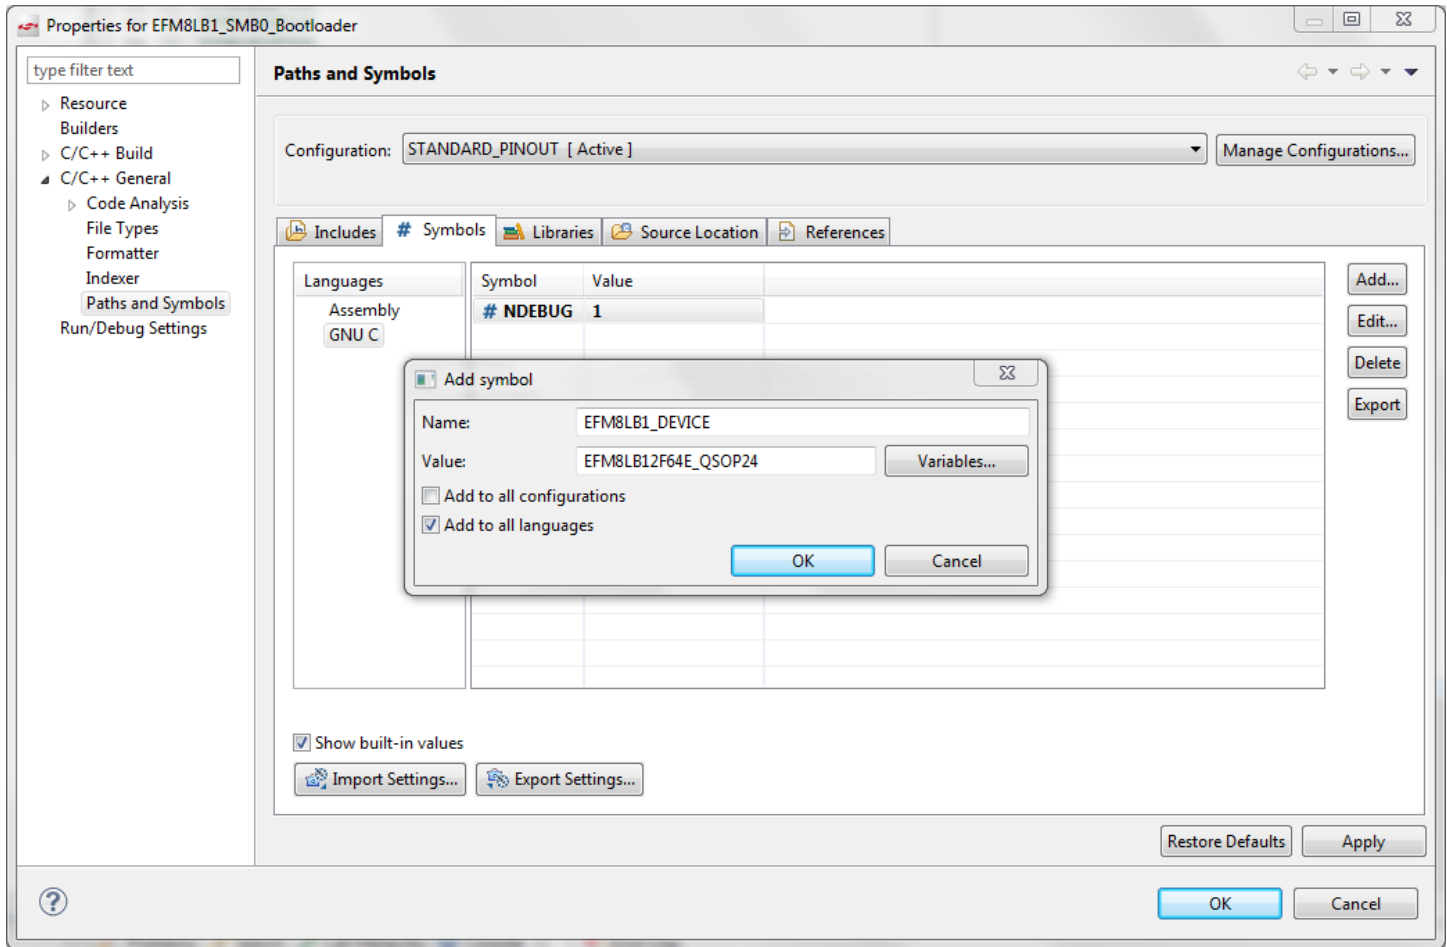 Properties for EFM8LB1_SMB0_Bootloader
type filter text
Resource
Builders
C/C++ Build
C/C++ General
Code Analysis
File Types
Formatter
Indexer
Paths and Symbols
Run/Debug Settings
Paths and Symbols
Configuration: STANDARD_PINOUT [ Active ] Manage Configurations...
Includes # Symbols Libraries Source Location References
Languages Symbol Value
Assembly # NDEBUG 1
GNU C
Add...
Edit...
Delete
Export
Add symbol
Name: EFM8LB1_DEVICE
Value: EFM8LB12F64E_QSOP24 Variables...
Add to all configurations
Add to all languages
OK Cancel
Show built-in values
Import Settings... Export Settings...
Restore Defaults Apply
? OK Cancel